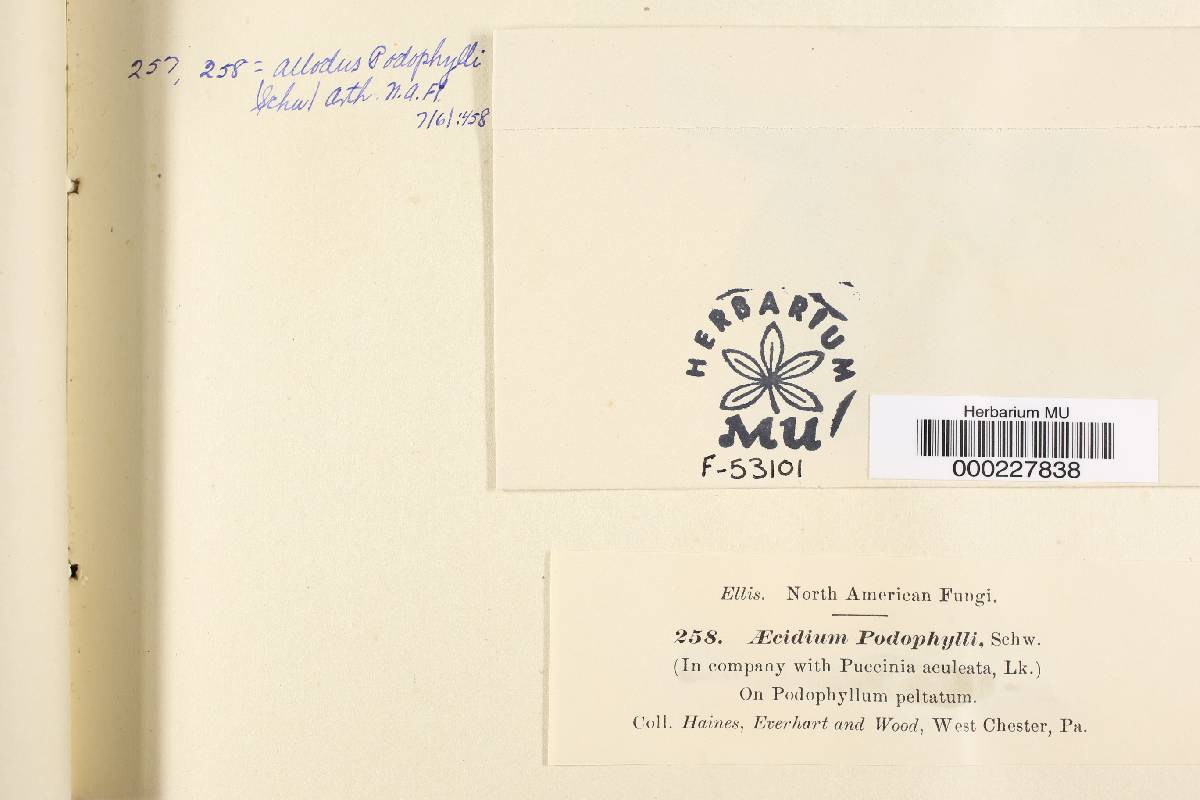 257, 258 = Allodus Podophylli
(Schw) Arth. N.A.Fl.
7(6):458
HERBARIUM
MU
F-53101
Herbarium MU
000227838
Ellis. North American Fungi.
258. Æcidium Podophylli, Schw.
(In company with Puccinia aculeata, Lk.)
On Podophyllum peltatum.
Coll. Haines, Everhart and Wood, West Chester, Pa.